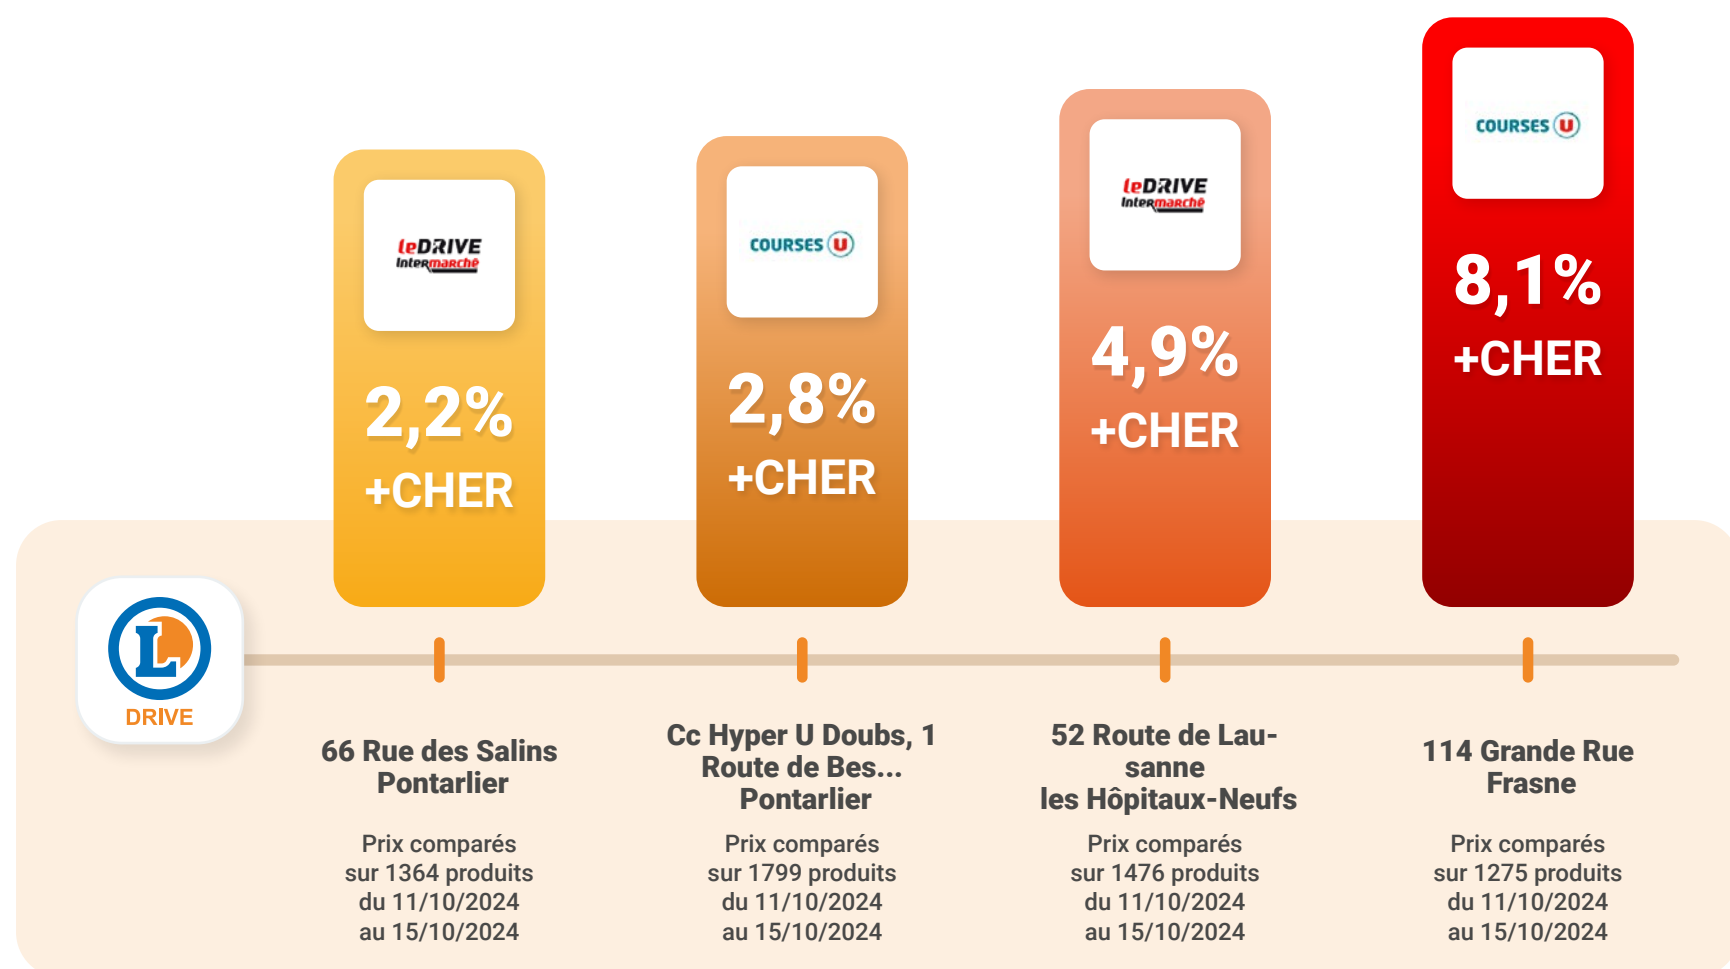 leDRIVE
Intermarché
2,2%
+CHER
COURSES U
2,8%
+CHER
leDRIVE
Intermarché
4,9%
+CHER
COURSES U
8,1%
+CHER
L
DRIVE
66 Rue des Salins
Pontarlier
Prix comparés
sur 1364 produits
du 11/10/2024
au 15/10/2024
Cc Hyper U Doubs, 1
Route de Bes...
Pontarlier
Prix comparés
sur 1799 produits
du 11/10/2024
au 15/10/2024
52 Route de Lau-
sanne
les Hôpitaux-Neufs
Prix comparés
sur 1476 produits
du 11/10/2024
au 15/10/2024
114 Grande Rue
Frasne
Prix comparés
sur 1275 produits
du 11/10/2024
au 15/10/2024